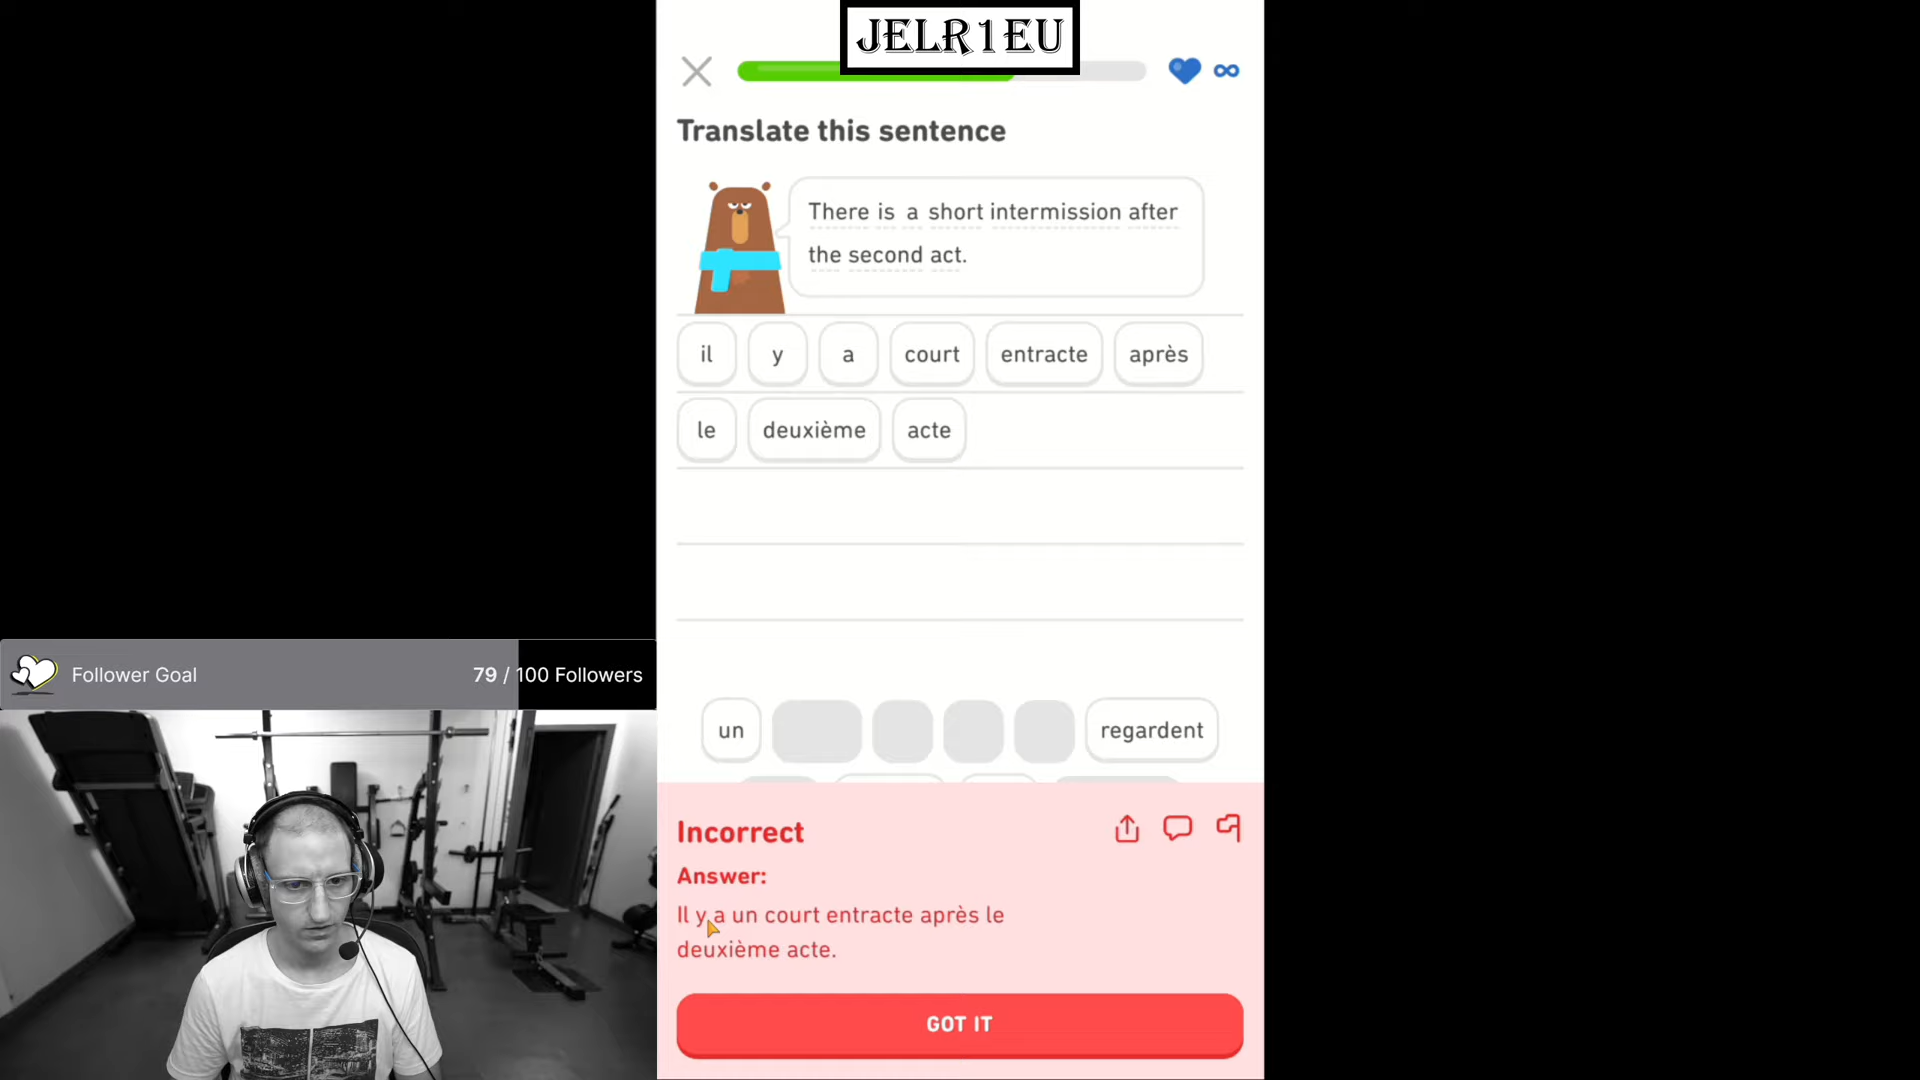 JELR1EU
Translate this sentence
There is a short intermission after
the second act.
il y a court entracte après
le deuxième acte
Follower Goal 79 / 100 Followers
un regardent
Incorrect
Answer:
Il y a un court entracte après le
deuxième acte.
GOT IT